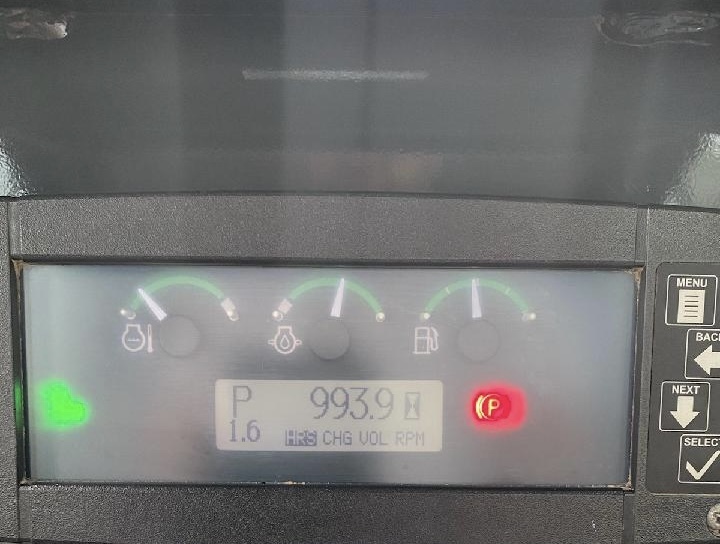 MENU
BACK
P 993.9
NEXT
1.6 HRS CHG VOL RPM
P
SELECT